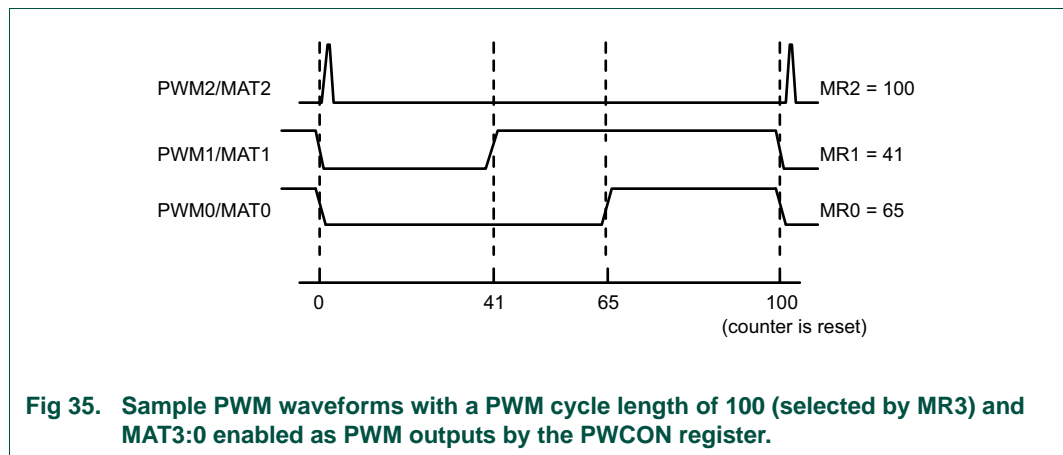 PWM2/MAT2
MR2 = 100
PWM1/MAT1
MR1 = 41
PWM0/MAT0
MR0 = 65
0
41
65
100
(counter is reset)
Fig 35. Sample PWM waveforms with a PWM cycle length of 100 (selected by MR3) and
MAT3:0 enabled as PWM outputs by the PWCON register.